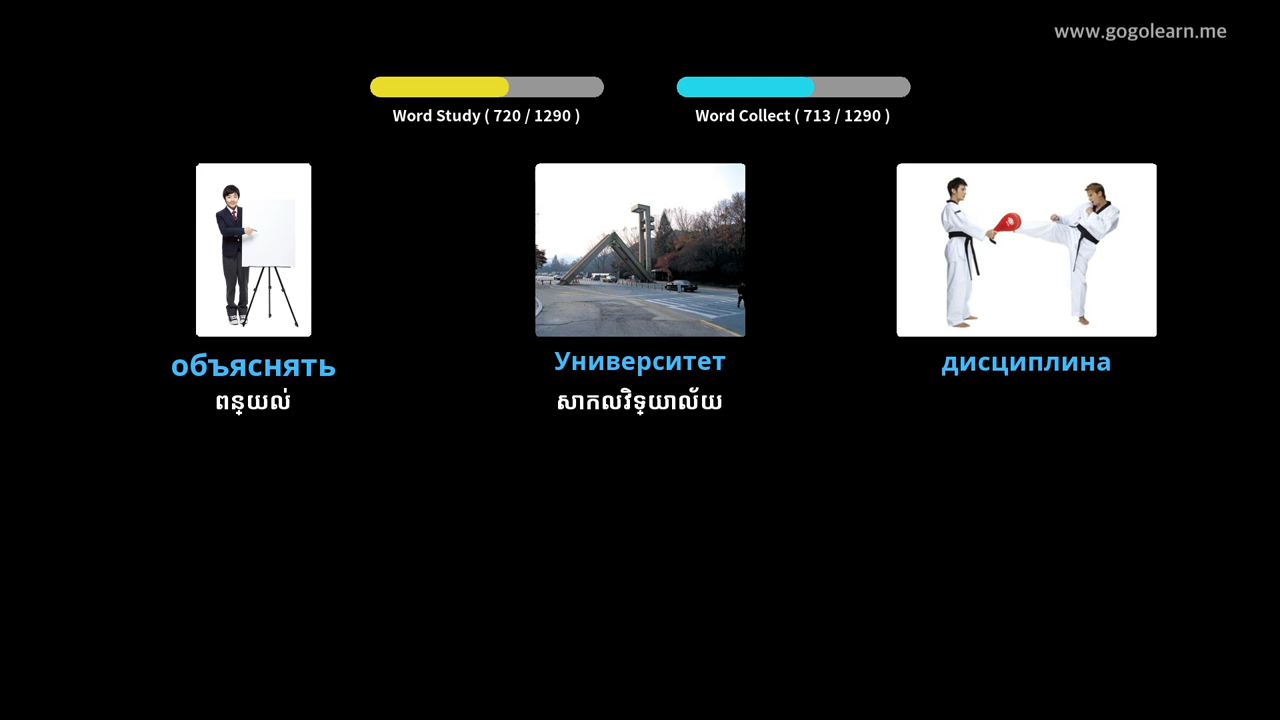 www.gogolearn.me
Word Study ( 720 / 1290 )
Word Collect ( 713 / 1290 )
объяснять
Университет
дисциплина
ពន្យល់
សាកលវិទ្យាល័យ